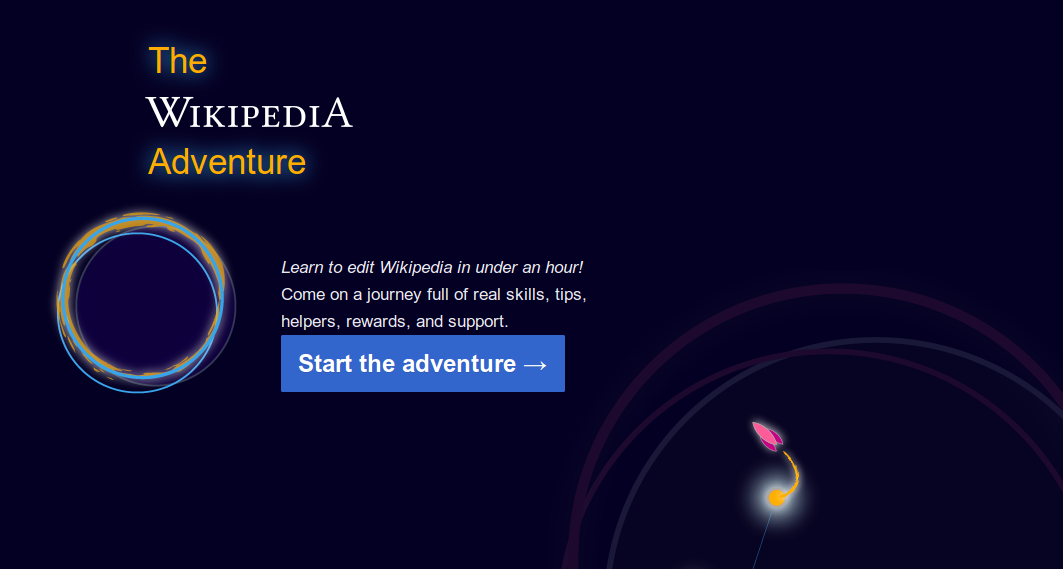 The
WIKIPEDIA
Adventure
Learn to edit Wikipedia in under an hour!
Come on a journey full of real skills, tips,
helpers, rewards, and support.
Start the adventure →